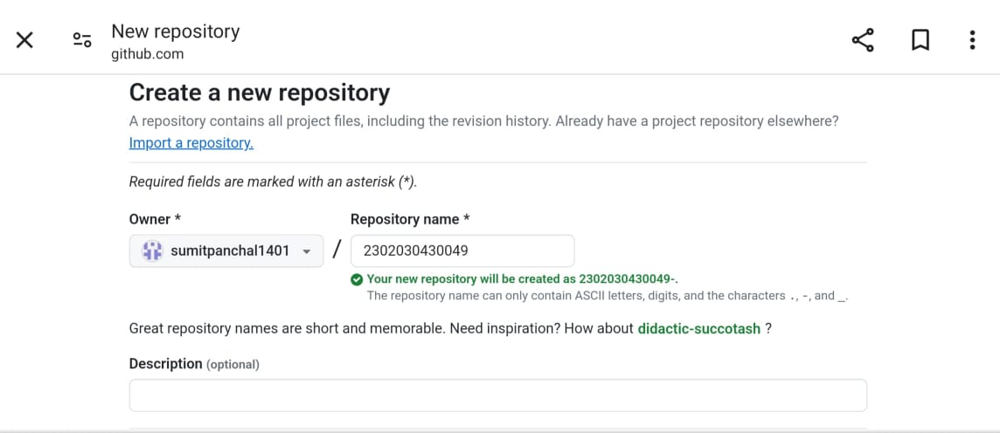 New repository
github.com
Create a new repository
A repository contains all project files, including the revision history. Already have a project repository elsewhere?
Import a repository.
Required fields are marked with an asterisk (*).
Owner *
Repository name *
sumitpanchal1401 / 2302030430049
Your new repository will be created as 2302030430049-.
The repository name can only contain ASCII letters, digits, and the characters ., -, and _.
Great repository names are short and memorable. Need inspiration? How about didactic-succotash ?
Description (optional)